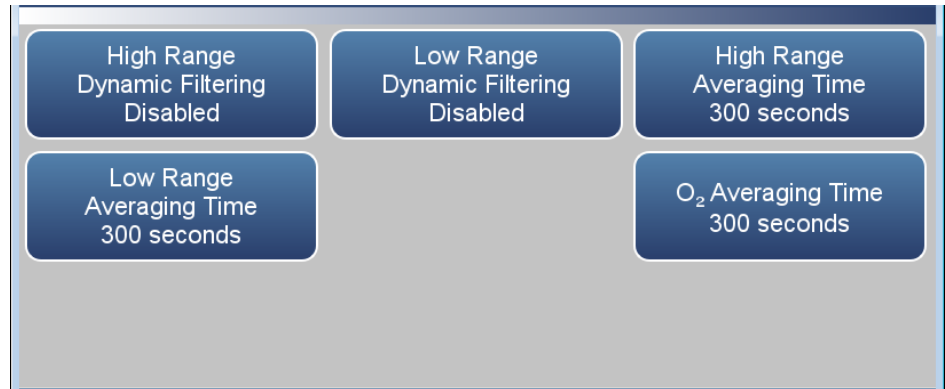 High Range
Dynamic Filtering
Disabled
Low Range
Dynamic Filtering
Disabled
High Range
Averaging Time
300 seconds
Low Range
Averaging Time
300 seconds
O₂ Averaging Time
300 seconds